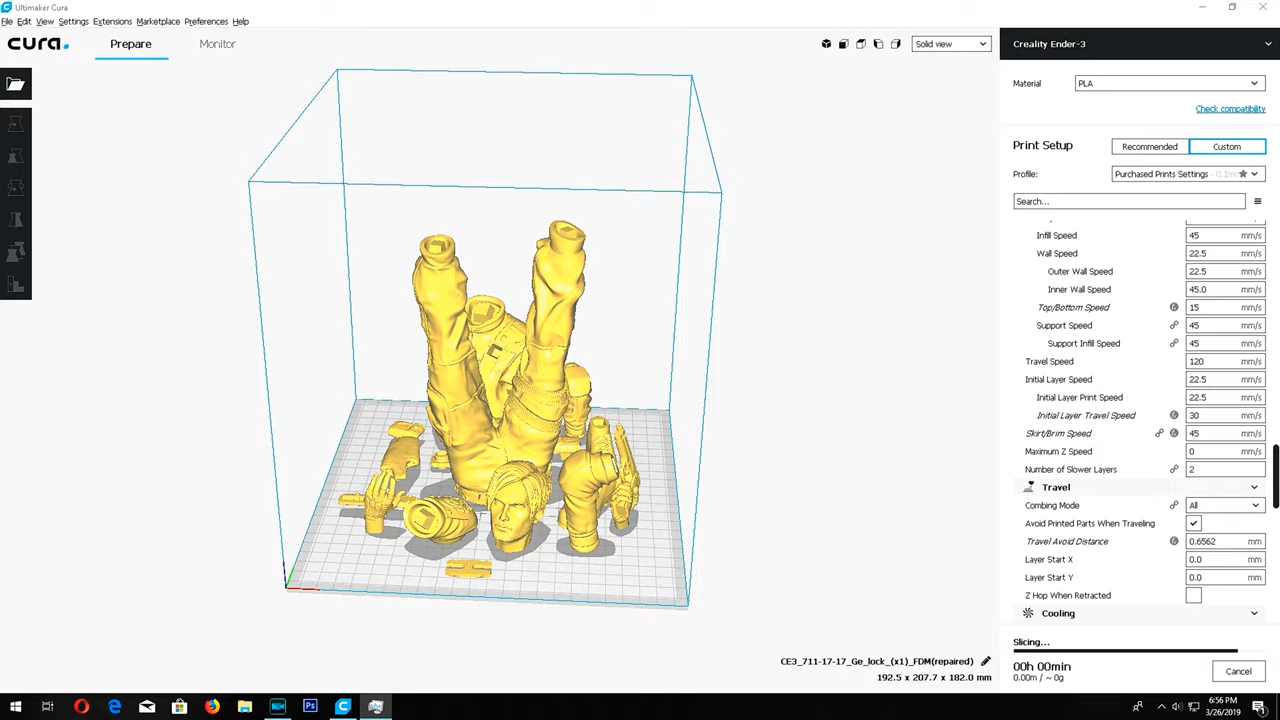 Ultimaker Cura
File Edit View Settings Extensions Marketplace Preferences Help
cura. Prepare Monitor Solid view Creality Ender-3
Material PLA
Check compatibility
Print Setup Recommended Custom
Profile: Purchased Prints Settings - 0.1m
Search...
Infill Speed 45 mm/s
Wall Speed 22.5 mm/s
Outer Wall Speed 22.5 mm/s
Inner Wall Speed 45.0 mm/s
Top/Bottom Speed 15 mm/s
Support Speed 45 mm/s
Support Infill Speed 45 mm/s
Travel Speed 120 mm/s
Initial Layer Speed 22.5 mm/s
Initial Layer Print Speed 22.5 mm/s
Initial Layer Travel Speed 30 mm/s
Skirt/Brim Speed 45 mm/s
Maximum Z Speed 0 mm/s
Number of Slower Layers 2
Travel
Combing Mode All
Avoid Printed Parts When Traveling
Travel Avoid Distance 0.6562 mm
Layer Start X 0.0 mm
Layer Start Y 0.0 mm
Z Hop When Retracted
Cooling
Slicing...
00h 00min
0.00m / ~ 0g
Cancel
CE3_711-17-17_Ge_lock_(x1)_FDM(repaired)
192.5 x 207.7 x 182.0 mm
6:56 PM
3/26/2019